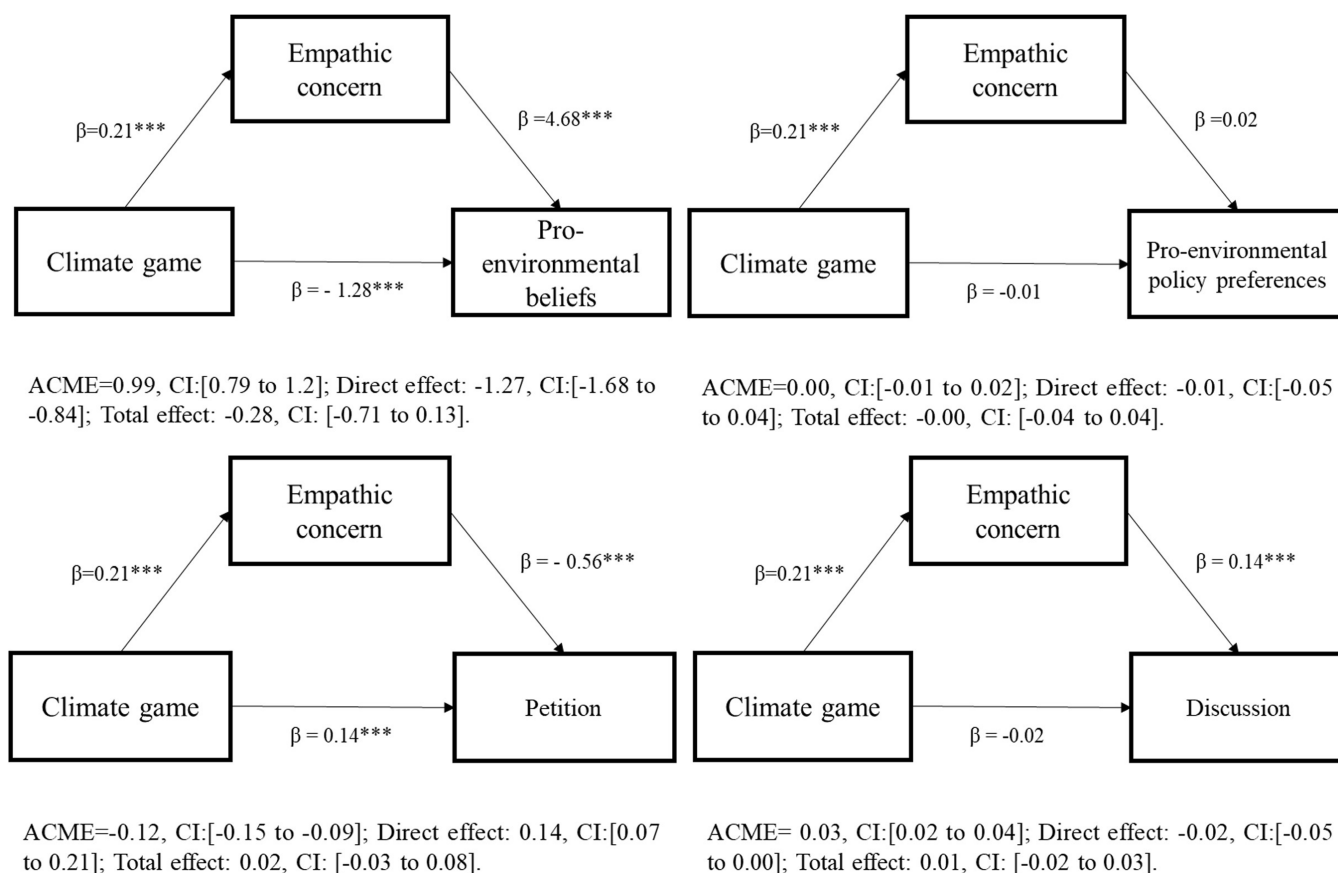 Empathic
concern
β=0.21***
β =4.68***
Climate game
Pro-
environmental
beliefs
β = - 1.28***
ACME=0.99, CI:[0.79 to 1.2]; Direct effect: -1.27, CI:[-1.68 to
-0.84]; Total effect: -0.28, CI: [-0.71 to 0.13].
Empathic
concern
β=0.21***
β =0.02
Climate game
Pro-environmental
policy preferences
β = -0.01
ACME=0.00, CI:[-0.01 to 0.02]; Direct effect: -0.01, CI:[-0.05
to 0.04]; Total effect: -0.00, CI: [-0.04 to 0.04].
Empathic
concern
β=0.21***
β = - 0.56***
Climate game
Petition
β = 0.14***
ACME=-0.12, CI:[-0.15 to -0.09]; Direct effect: 0.14, CI:[0.07
to 0.21]; Total effect: 0.02, CI: [-0.03 to 0.08].
Empathic
concern
β=0.21***
β = 0.14***
Climate game
Discussion
β = -0.02
ACME= 0.03, CI:[0.02 to 0.04]; Direct effect: -0.02, CI:[-0.05
to 0.00]; Total effect: 0.01, CI: [-0.02 to 0.03].